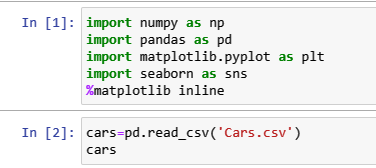 In [1]: import numpy as np
import pandas as pd
import matplotlib.pyplot as plt
import seaborn as sns
%matplotlib inline
In [2]: cars=pd.read_csv('Cars.csv')
cars